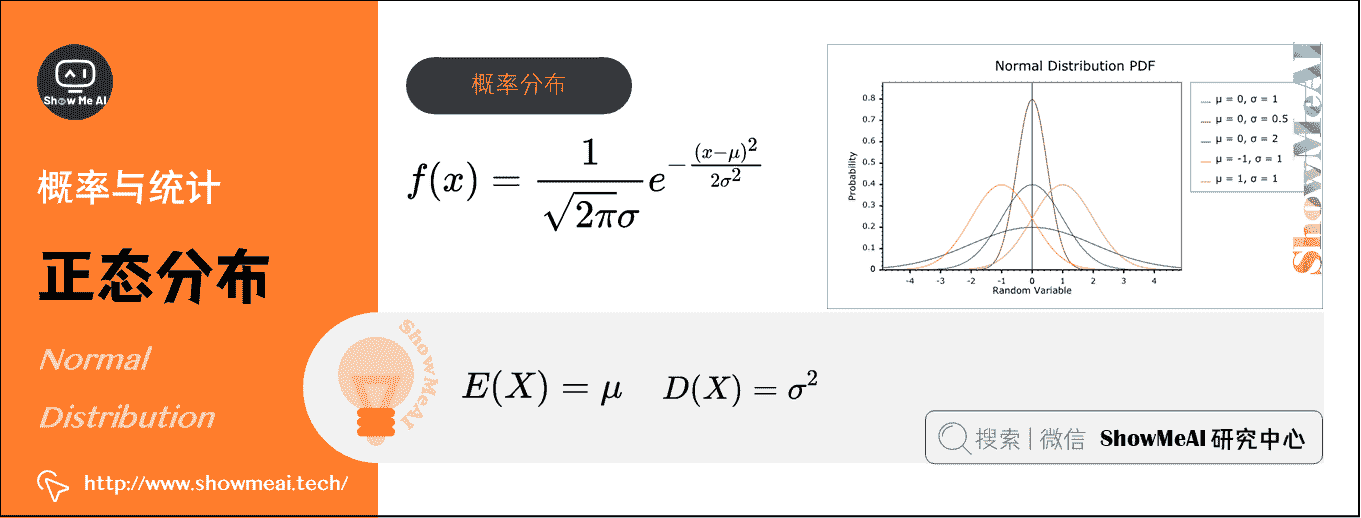 Show Me AI
概率与统计
正态分布
Normal
Distribution
http://www.showmeai.tech/
概率分布
f(x) = \frac{1}{\sqrt{2\pi}\sigma} e^{-\frac{(x-\mu)^2}{2\sigma^2}}
Normal Distribution PDF
Probability
0.8
0.7
0.6
0.5
0.4
0.3
0.2
0.1
0
-4 -3 -2 -1 0 1 2 3 4
Random Variable
μ = 0, σ = 1
μ = 0, σ = 0.5
μ = 0, σ = 2
μ = -1, σ = 1
μ = 1, σ = 1
ShowMeAI
ShowMeAI
E(X) = μ D(X) = σ²
搜索 | 微信 ShowMeAI 研究中心